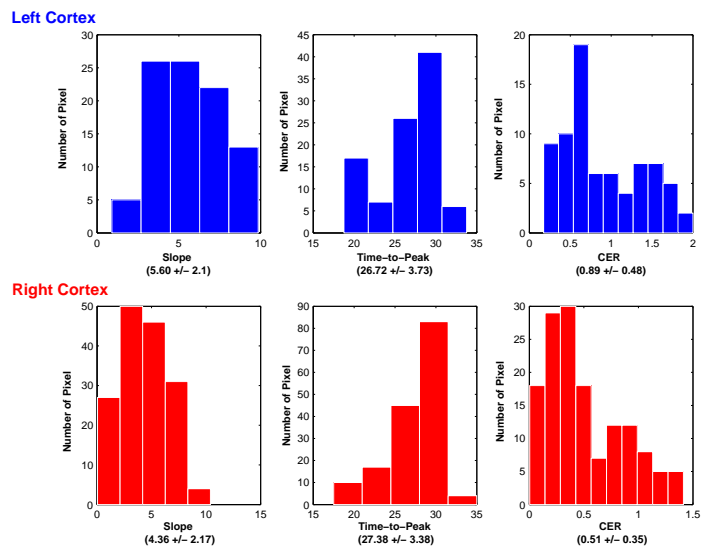 Left Cortex
30
25
20
15
10
5
0
Number of Pixel
0 5 10
Slope
(5.60 +/− 2.1)
45
40
35
30
25
20
15
10
5
0
Number of Pixel
15 20 25 30 35
Time−to−Peak
(26.72 +/− 3.73)
20
15
10
5
0
Number of Pixel
0 0.5 1 1.5 2
CER
(0.89 +/− 0.48)
Right Cortex
50
40
30
20
10
0
Number of Pixel
0 5 10 15
Slope
(4.36 +/− 2.17)
90
80
70
60
50
40
30
20
10
0
Number of Pixel
15 20 25 30 35
Time−to−Peak
(27.38 +/− 3.38)
30
25
20
15
10
5
0
Number of Pixel
0 0.5 1 1.5
CER
(0.51 +/− 0.35)